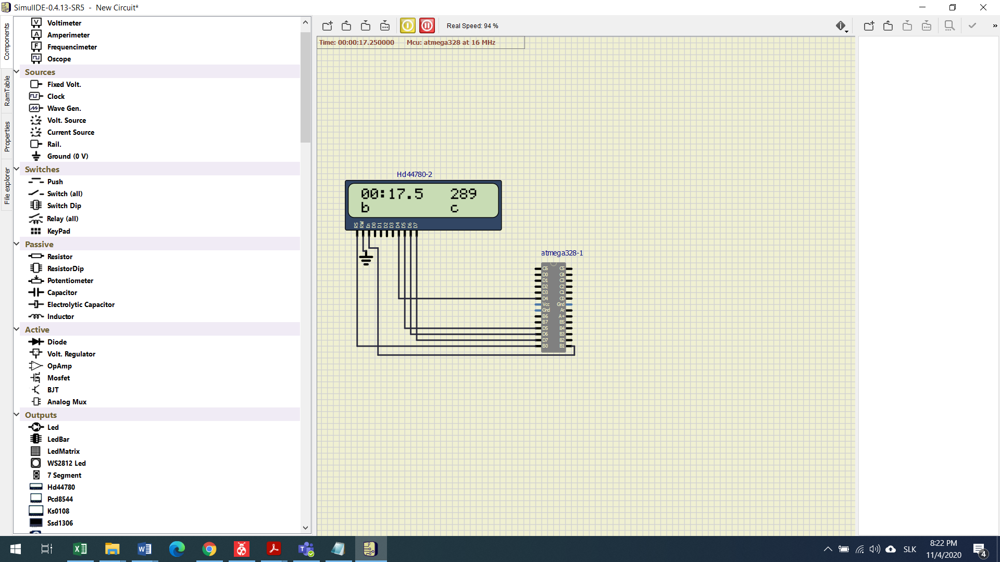 SimulIDE-0.4.13-SR5 - New Circuit*
Components
RamTable
Properties
File explorer
Voltimeter
Amperimeter
Frequencimeter
Oscope
Sources
Fixed Volt.
Clock
Wave Gen.
Volt. Source
Current Source
Rail.
Ground (0 V)
Switches
Push
Switch (all)
Switch Dip
Relay (all)
KeyPad
Passive
Resistor
ResistorDip
Potentiometer
Capacitor
Electrolytic Capacitor
Inductor
Active
Diode
Volt. Regulator
OpAmp
Mosfet
BJT
Analog Mux
Outputs
Led
LedBar
LedMatrix
WS2812 Led
7 Segment
Hd44780
Pcd8544
Ks0108
Ssd1306
Real Speed: 94 %
»
Time: 00:00:17.250000 Mcu: atmega328 at 16 MHz
Hd44780-2
00:17.5 289
b c
RS RW En D0 D1 D2 D3 D4 D5 D6 D7
atmega328-1
C6 C5
D0 C4
D1 C3
D2 C2
D3 C1
D4 C0
Vcc Gnd
Gnd Ar
B6 A+
B7 B5
D5 B4
D6 B3
D7 B2
B0 B1
SLK
8:22 PM
11/4/2020
4